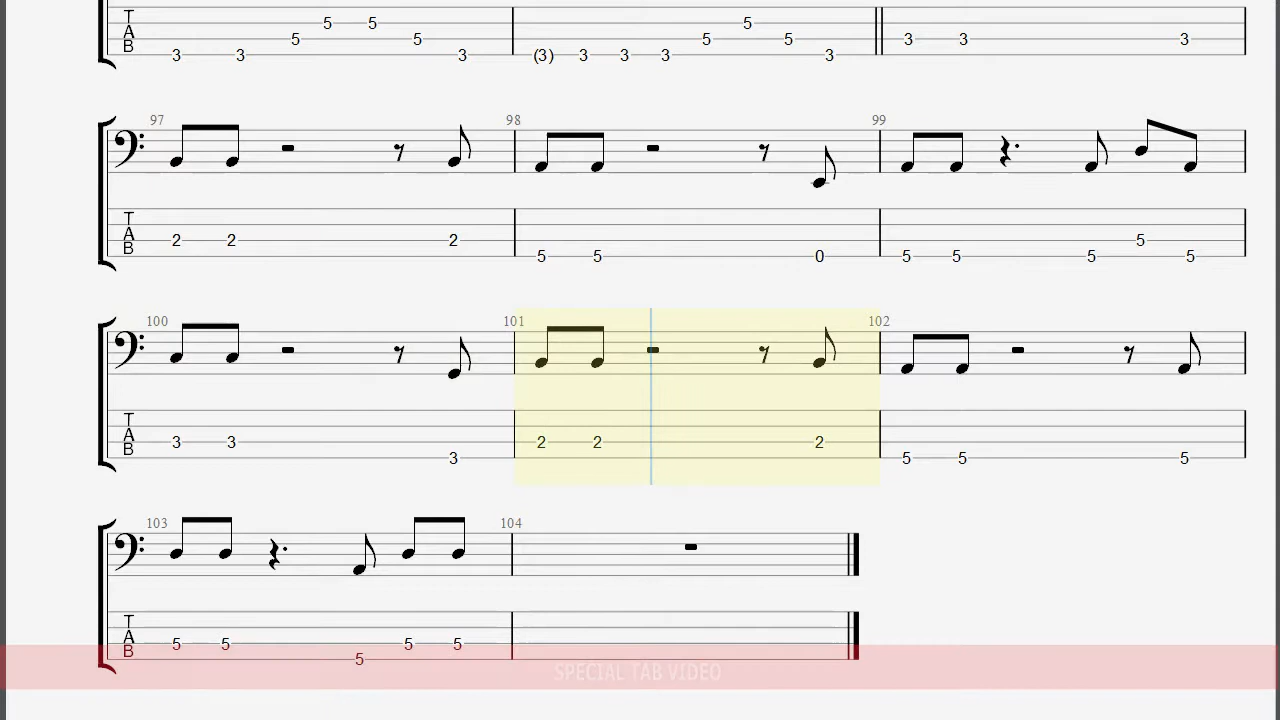 T 5 5 5
A 5 5 5 5 3 3 3
B 3 3 3 (3) 3 3 3 3
97 98 99
T
A 2 2 2 5
B 5 5 0 5 5 5 5
100 101 102
T
A 3 3 2 2 2
B 3 5 5 5
103 104
T
A 5 5 5 5
B 5
SPECIAL TAB VIDEO